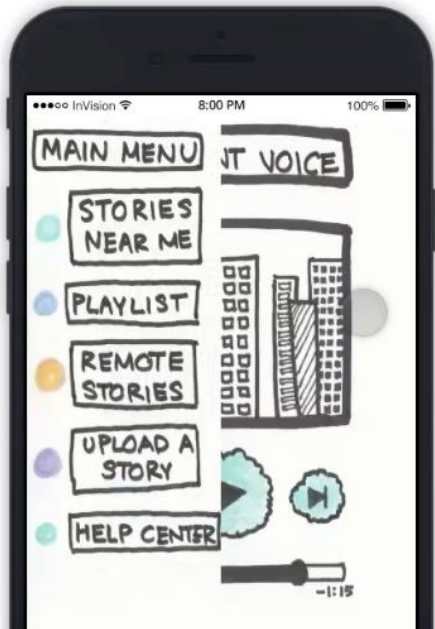 InVision
8:00 PM
100%
MAIN MENU
NT VOICE
STORIES
NEAR ME
PLAYLIST
REMOTE
STORIES
UPLOAD A
STORY
HELP CENTER
-1:15